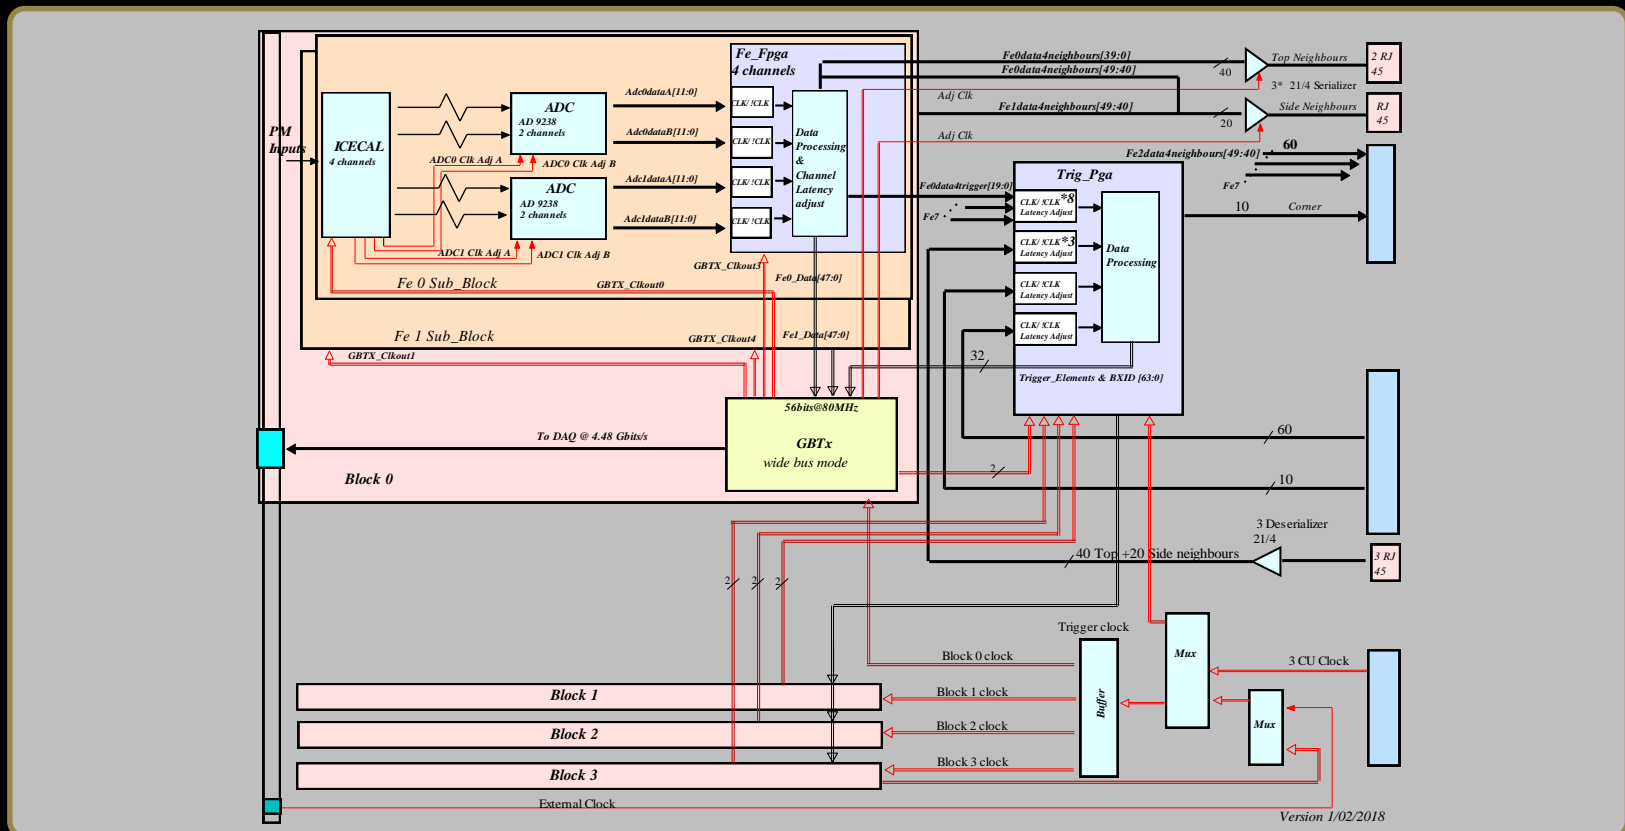 Fe_Fpga
4 channels
Fe0data4neighbours[39:0]
Fe0data4neighbours[49:40]
40
Top Neighbours
2 RJ
45
3*  21/4 Serializer
Adj Clk
Fe1data4neighbours[49:40]
20
Side Neighbours
RJ
45
Adj Clk
PM
Inputs
ICECAL
4 channels
ADC
AD 9238
2 channels
Adc0dataA[11:0]
Adc0dataB[11:0]
CLK/ !CLK
CLK/ !CLK
CLK/ !CLK
CLK/ !CLK
Data
Processing
&
Channel
Latency
adjust
ADC0 Clk Adj A
ADC0 Clk Adj B
ADC
AD 9238
2 channels
Adc1dataA[11:0]
Adc1dataB[11:0]
ADC1 Clk Adj A
ADC1 Clk Adj B
Fe2data4neighbours[49:40]
60
Fe7
10
Corner
Trig_Pga
Fe0data4trigger[19:0]
Fe7
CLK/ !CLK *8
Latency Adjust
CLK/ !CLK *3
Latency Adjust
CLK/ !CLK
Latency Adjust
CLK/ !CLK
Latency Adjust
Data
Processing
Trigger_Elements & BXID [63:0]
GBTX_Clkout3
Fe0_Data[47:0]
Fe 0 Sub_Block
GBTX_Clkout0
Fe 1 Sub_Block
GBTX_Clkout4
Fe1_Data[47:0]
GBTX_Clkout1
32
56bits@80MHz
GBTx
wide bus mode
To DAQ @ 4.48 Gbits/s
Block 0
2
60
10
3 Deserializer
21/4
40 Top +20 Side neighbours
3 RJ
45
2
2
2
Trigger clock
Block 0 clock
Block 1 clock
Block 2 clock
Block 3 clock
Buffer
Mux
Mux
3 CU Clock
Block 1
Block 2
Block 3
External Clock
Version 1/02/2018